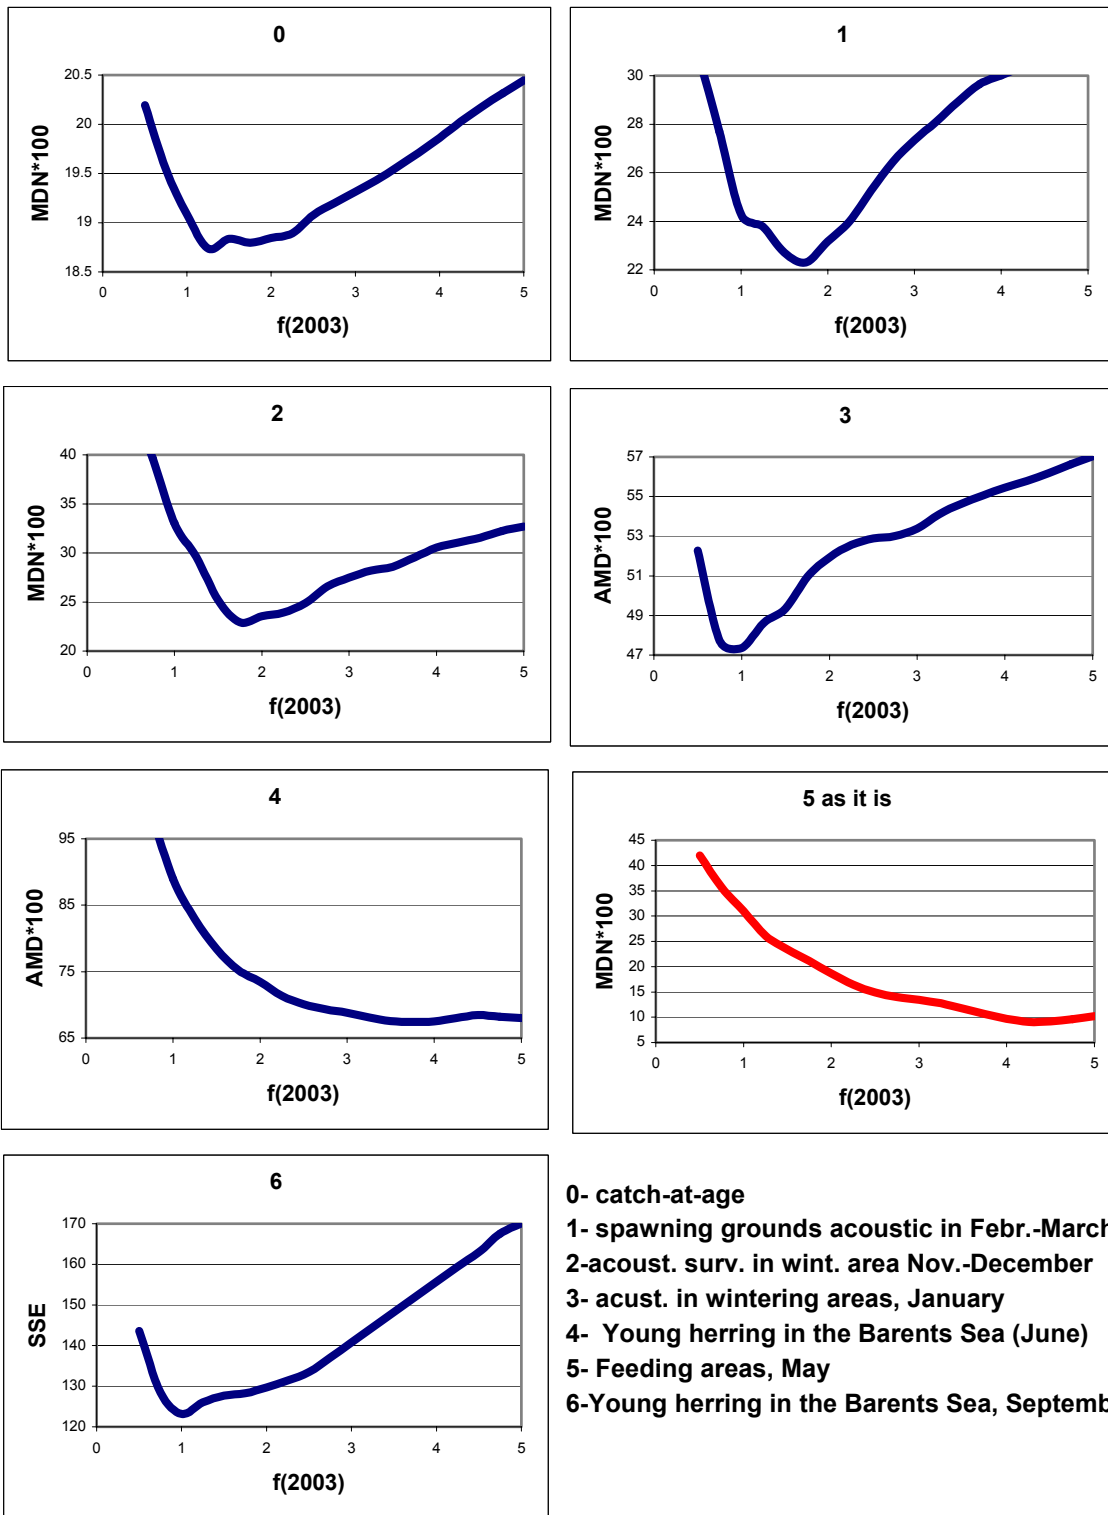 0
20.5
20
19.5
19
18.5
MDN*100
0 1 2 3 4 5
f(2003)
1
30
28
26
24
22
MDN*100
0 1 2 3 4 5
f(2003)
2
40
35
30
25
20
MDN*100
0 1 2 3 4 5
f(2003)
3
57
55
53
51
49
47
AMD*100
0 1 2 3 4 5
f(2003)
4
95
85
75
65
AMD*100
0 1 2 3 4 5
f(2003)
5 as it is
45
40
35
30
25
20
15
10
5
MDN*100
0 1 2 3 4 5
f(2003)
6
170
160
150
140
130
120
SSE
0 1 2 3 4 5
f(2003)
0- catch-at-age
1- spawning grounds acoustic in Febr.-March
2-acoust. surv. in wint. area Nov.-December
3- acust. in wintering areas, January
4- Young herring in the Barents Sea (June)
5- Feeding areas, May
6-Young herring in the Barents Sea, Septemb